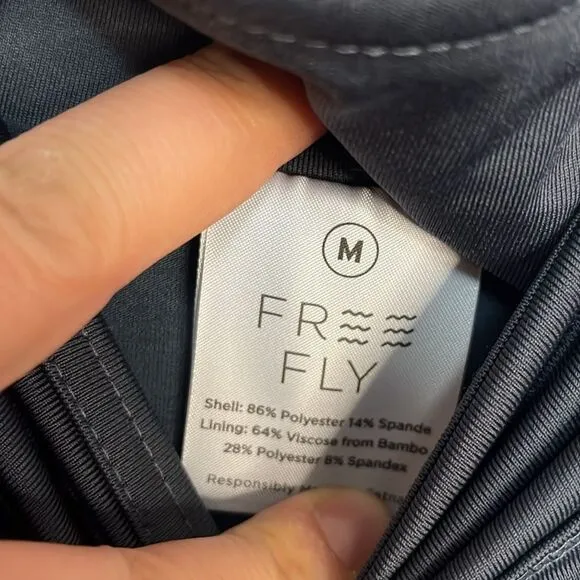 M
FREE
FLY
Shell: 86% Polyester 14% Spande
Lining: 64% Viscose from Bambo
28% Polyester 8% Spandex
Responsibly